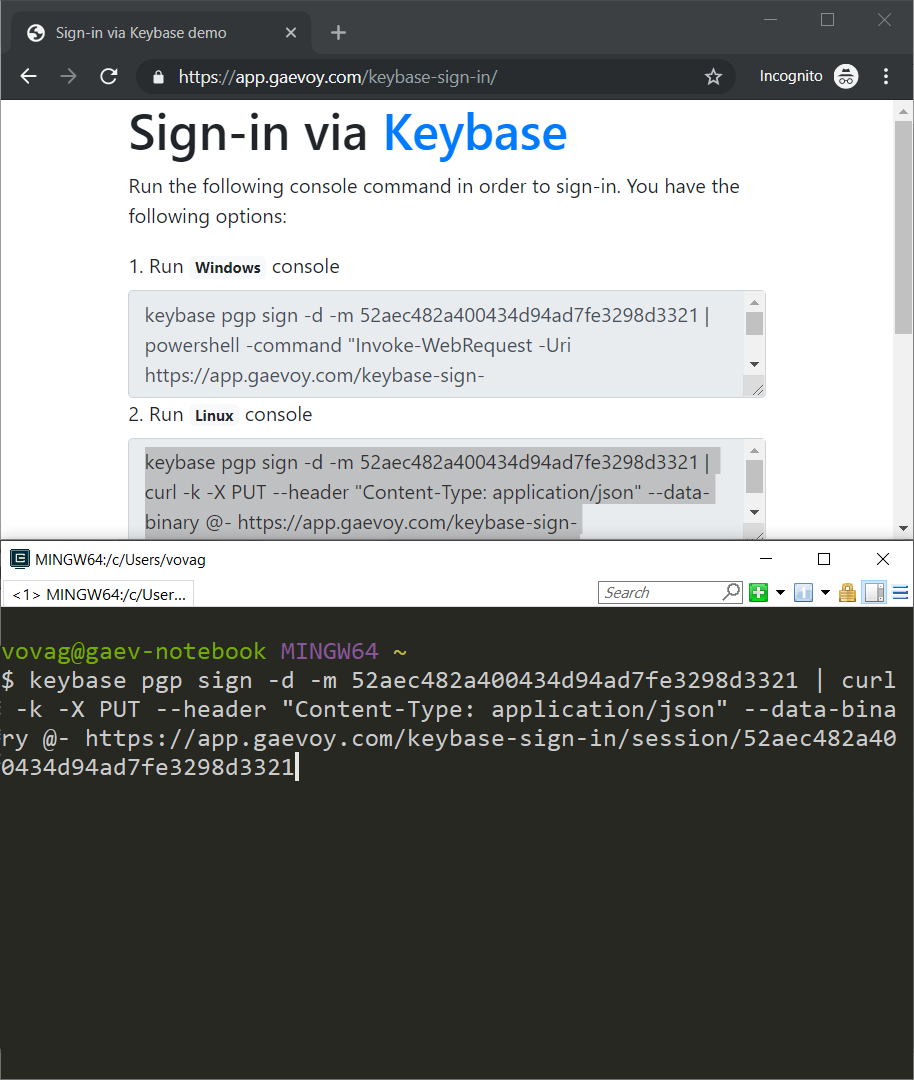 Sign-in via Keybase demo
https://app.gaevoy.com/keybase-sign-in/
Incognito
Sign-in via Keybase
Run the following console command in order to sign-in. You have the
following options:
1. Run Windows console
keybase pgp sign -d -m 52aec482a400434d94ad7fe3298d3321 |
powershell -command "Invoke-WebRequest -Uri
https://app.gaevoy.com/keybase-sign-
2. Run Linux console
keybase pgp sign -d -m 52aec482a400434d94ad7fe3298d3321 |
curl -k -X PUT --header "Content-Type: application/json" --data-
binary @- https://app.gaevoy.com/keybase-sign-
MINGW64:/c/Users/vovag
<1> MINGW64:/c/User...
Search
vovag@gaev-notebook MINGW64 ~
$ keybase pgp sign -d -m 52aec482a400434d94ad7fe3298d3321 | curl
-k -X PUT --header "Content-Type: application/json" --data-bina
ry @- https://app.gaevoy.com/keybase-sign-in/session/52aec482a40
0434d94ad7fe3298d3321